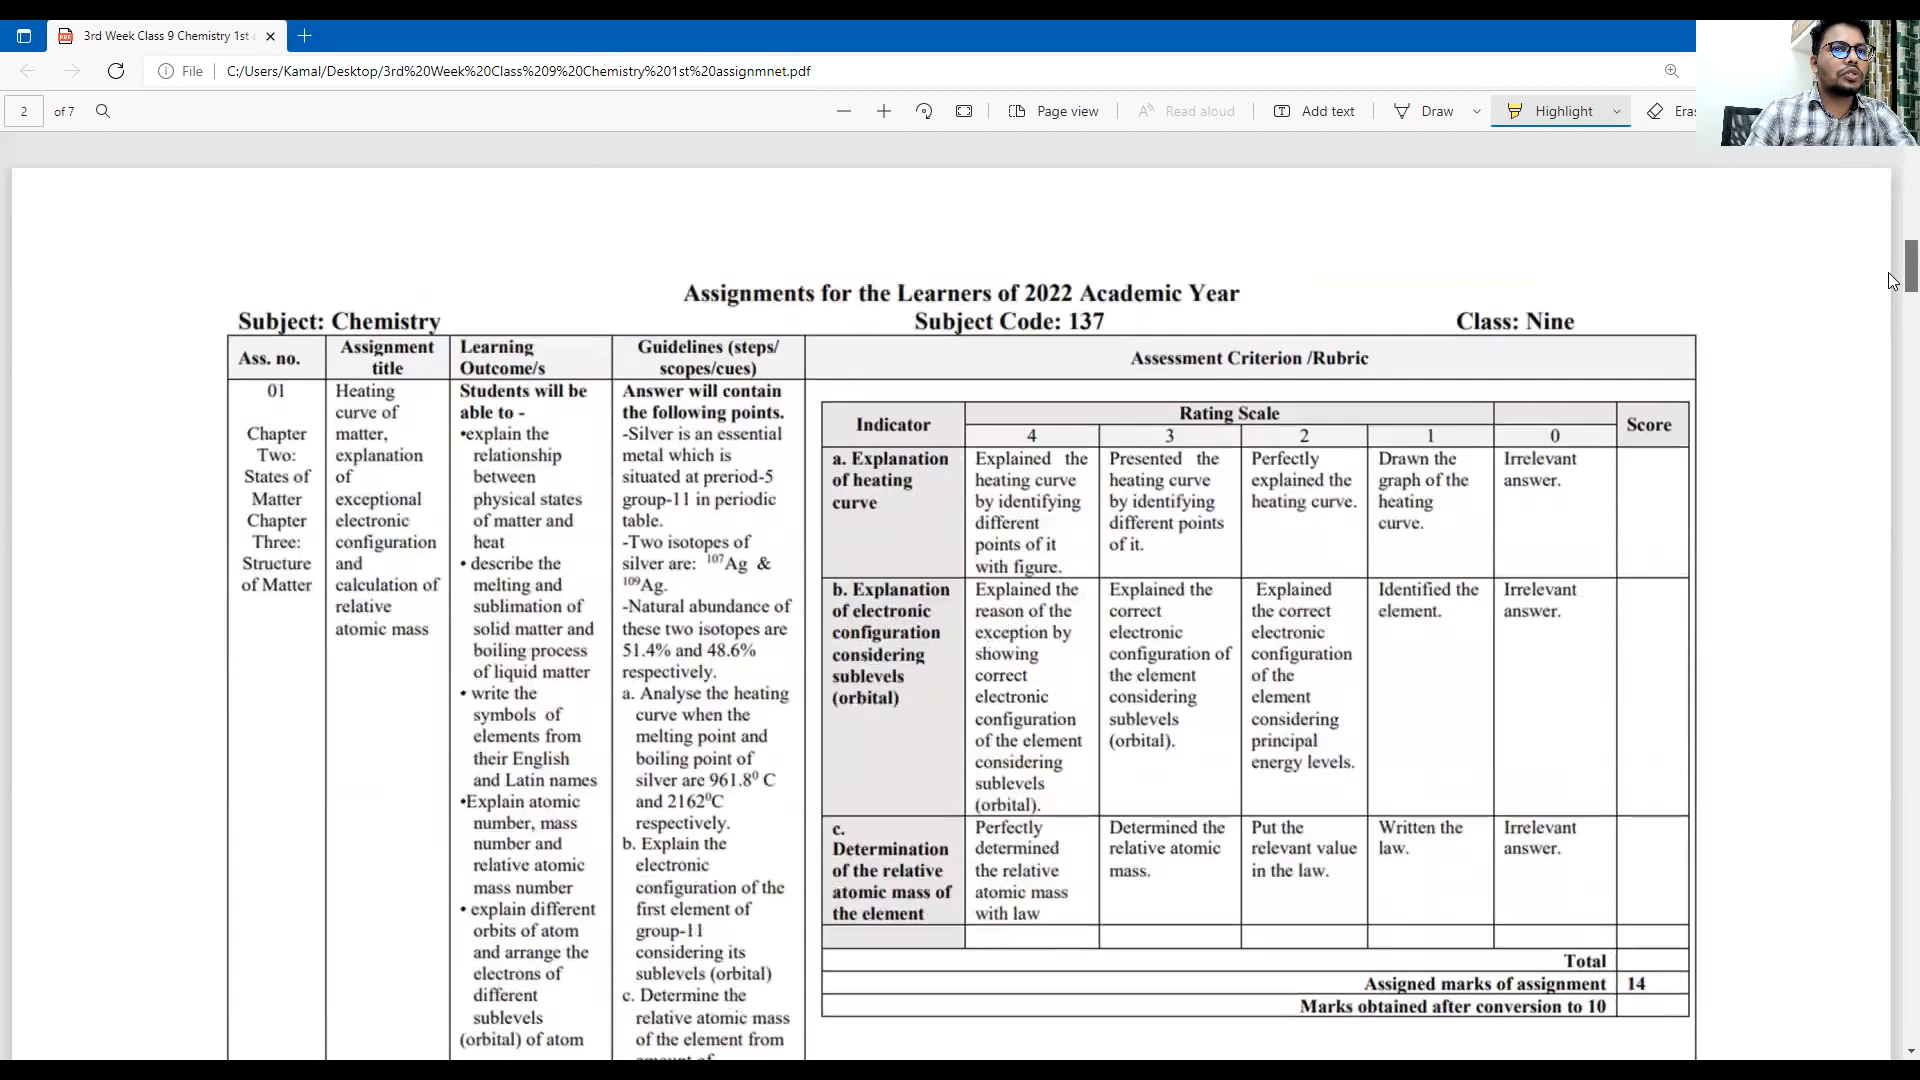 3rd Week Class 9 Chemistry 1st
File
C:/Users/Kamal/Desktop/3rd%20Week%20Class%209%20Chemistry%201st%20assignmnet.pdf
2 of 7
Page view
Read aloud
Add text
Draw
Highlight
Eras
Assignments for the Learners of 2022 Academic Year
Subject: Chemistry Subject Code: 137 Class: Nine
Ass. no.
Assignment
title
Learning
Outcome/s
Guidelines (steps/
scopes/cues)
Assessment Criterion /Rubric
01
Chapter
Two:
States of
Matter
Chapter
Three:
Structure
of Matter
Heating
curve of
matter,
explanation
of
exceptional
electronic
configuration
and
calculation of
relative
atomic mass
Students will be
able to -
•explain the
relationship
between
physical states
of matter and
heat
• describe the
melting and
sublimation of
solid matter and
boiling process
of liquid matter
• write the
symbols of
elements from
their English
and Latin names
•Explain atomic
number, mass
number and
relative atomic
mass number
• explain different
orbits of atom
and arrange the
electrons of
different
sublevels
(orbital) of atom
Answer will contain
the following points.
-Silver is an essential
metal which is
situated at preriod-5
group-11 in periodic
table.
-Two isotopes of
silver are: ¹⁰⁷Ag &
¹⁰⁹Ag.
-Natural abundance of
these two isotopes are
51.4% and 48.6%
respectively.
a. Analyse the heating
curve when the
melting point and
boiling point of
silver are 961.8⁰ C
and 2162⁰C
respectively.
b. Explain the
electronic
configuration of the
first element of
group-11
considering its
sublevels (orbital)
c. Determine the
relative atomic mass
of the element from
amount of
Indicator
Rating Scale
Score
4 3 2 1 0
a. Explanation
of heating
curve
Explained the
heating curve
by identifying
different
points of it
with figure.
Presented the
heating curve
by identifying
different points
of it.
Perfectly
explained the
heating curve.
Drawn the
graph of the
heating
curve.
Irrelevant
answer.
b. Explanation
of electronic
configuration
considering
sublevels
(orbital)
Explained the
reason of the
exception by
showing
correct
electronic
configuration
of the element
considering
sublevels
(orbital).
Explained the
correct
electronic
configuration of
the element
considering
sublevels
(orbital).
Explained
the correct
electronic
configuration
of the
element
considering
principal
energy levels.
Identified the
element.
Irrelevant
answer.
c.
Determination
of the relative
atomic mass of
the element
Perfectly
determined
the relative
atomic mass
with law
Determined the
relative atomic
mass.
Put the
relevant value
in the law.
Written the
law.
Irrelevant
answer.
Total
Assigned marks of assignment 14
Marks obtained after conversion to 10